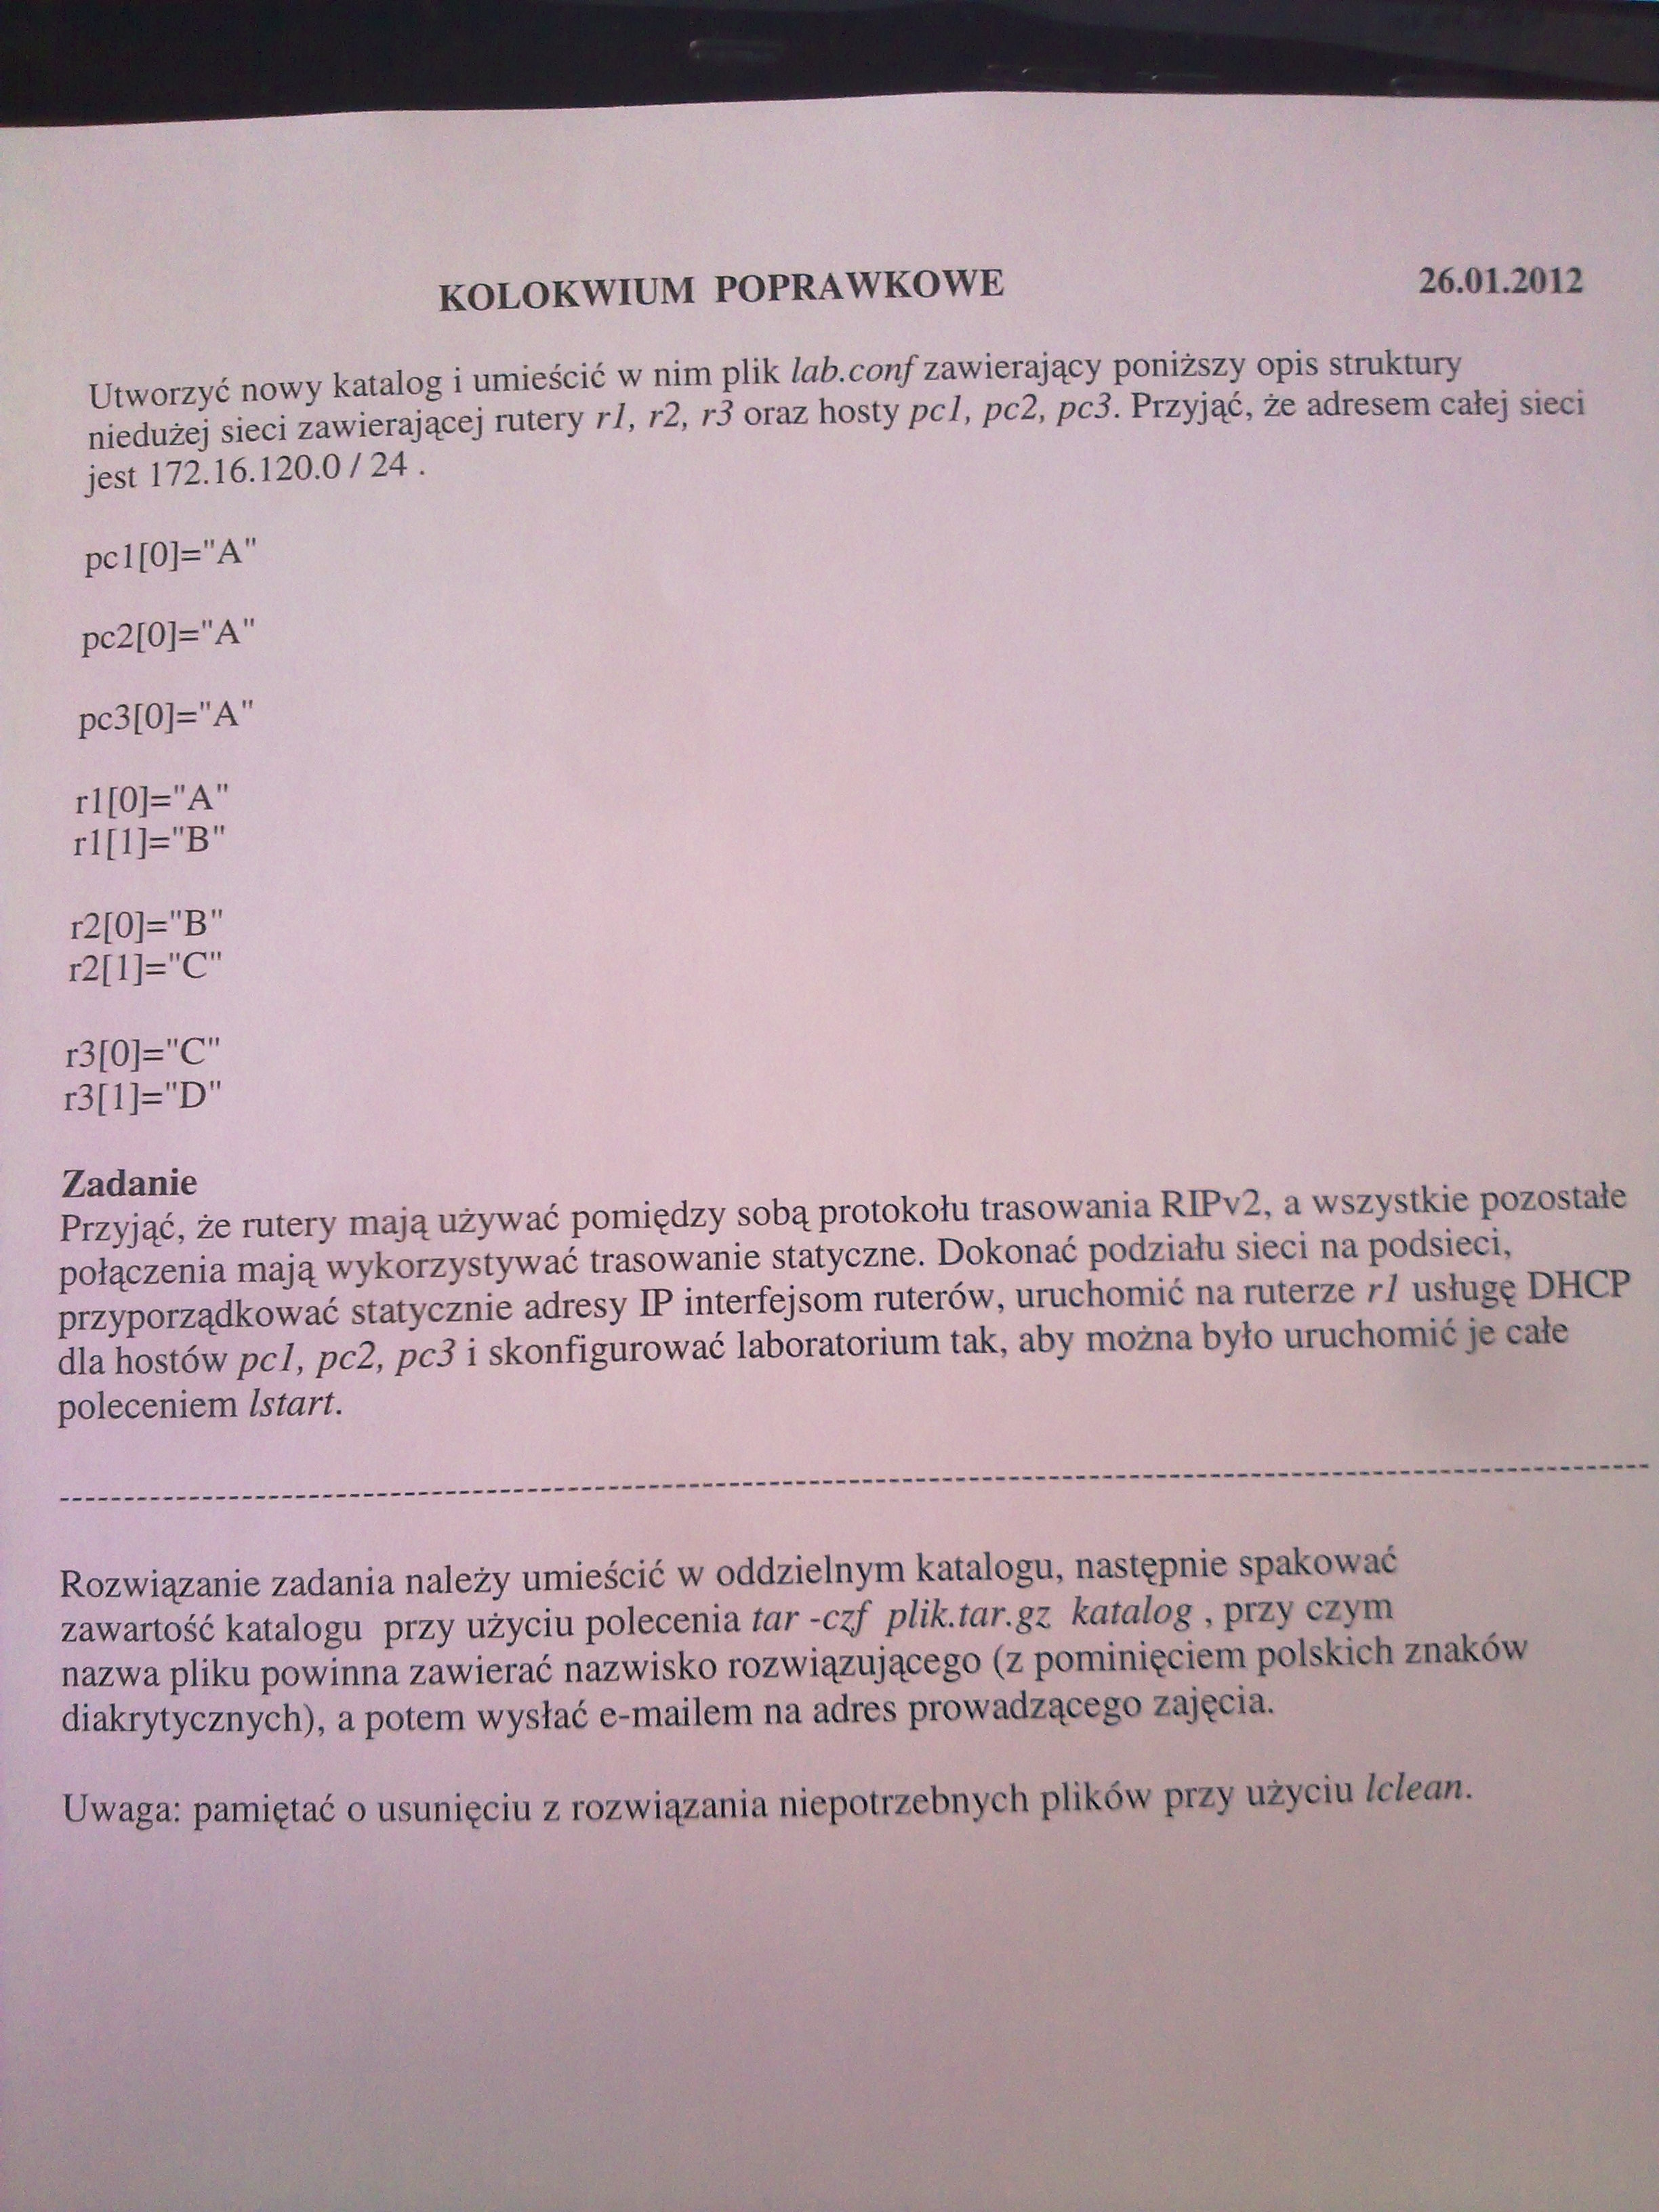 KOLOKWIUM POPRAWKOWE 26.01.2012
Utworzyć nowy katalog i umieścić w nim plik lab.conf zawierający poniższy opis struktury
niedużej sieci zawierającej rutery r1, r2, r3 oraz hosty pc1, pc2, pc3. Przyjąć, że adresem całej sieci
jest 172.16.120.0 / 24 .
pc1[0]="A"
pc2[0]="A"
pc3[0]="A"
r1[0]="A"
r1[1]="B"
r2[0]="B"
r2[1]="C"
r3[0]="C"
r3[1]="D"
Zadanie
Przyjąć, że rutery mają używać pomiędzy sobą protokołu trasowania RIPv2, a wszystkie pozostałe
połączenia mają wykorzystywać trasowanie statyczne. Dokonać podziału sieci na podsieci,
przyporządkować statycznie adresy IP interfejsom ruterów, uruchomić na ruterze r1 usługę DHCP
dla hostów pc1, pc2, pc3 i skonfigurować laboratorium tak, aby można było uruchomić je całe
poleceniem lstart.
--------------------------------------------------------------------------------------------------------------------------------
Rozwiązanie zadania należy umieścić w oddzielnym katalogu, następnie spakować
zawartość katalogu przy użyciu polecenia tar -czf plik.tar.gz katalog , przy czym
nazwa pliku powinna zawierać nazwisko rozwiązującego (z pominięciem polskich znaków
diakrytycznych), a potem wysłać e-mailem na adres prowadzącego zajęcia.
Uwaga: pamiętać o usunięciu z rozwiązania niepotrzebnych plików przy użyciu lclean.